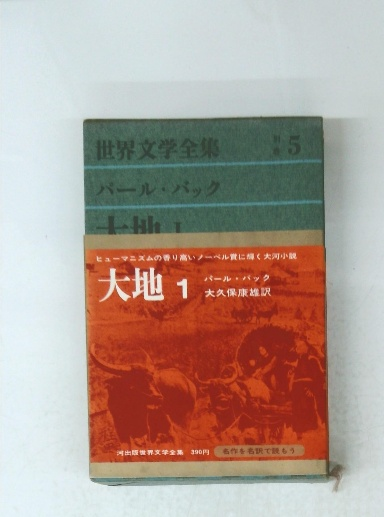 世界文学全集
別巻 5
パール・バック
大地 I
ヒューマニズムの香り高いノーベル賞に輝く大河小説
大地 1
パール・バック
大久保康雄訳
河出版世界文学全集 390円
名作を名訳で読もう